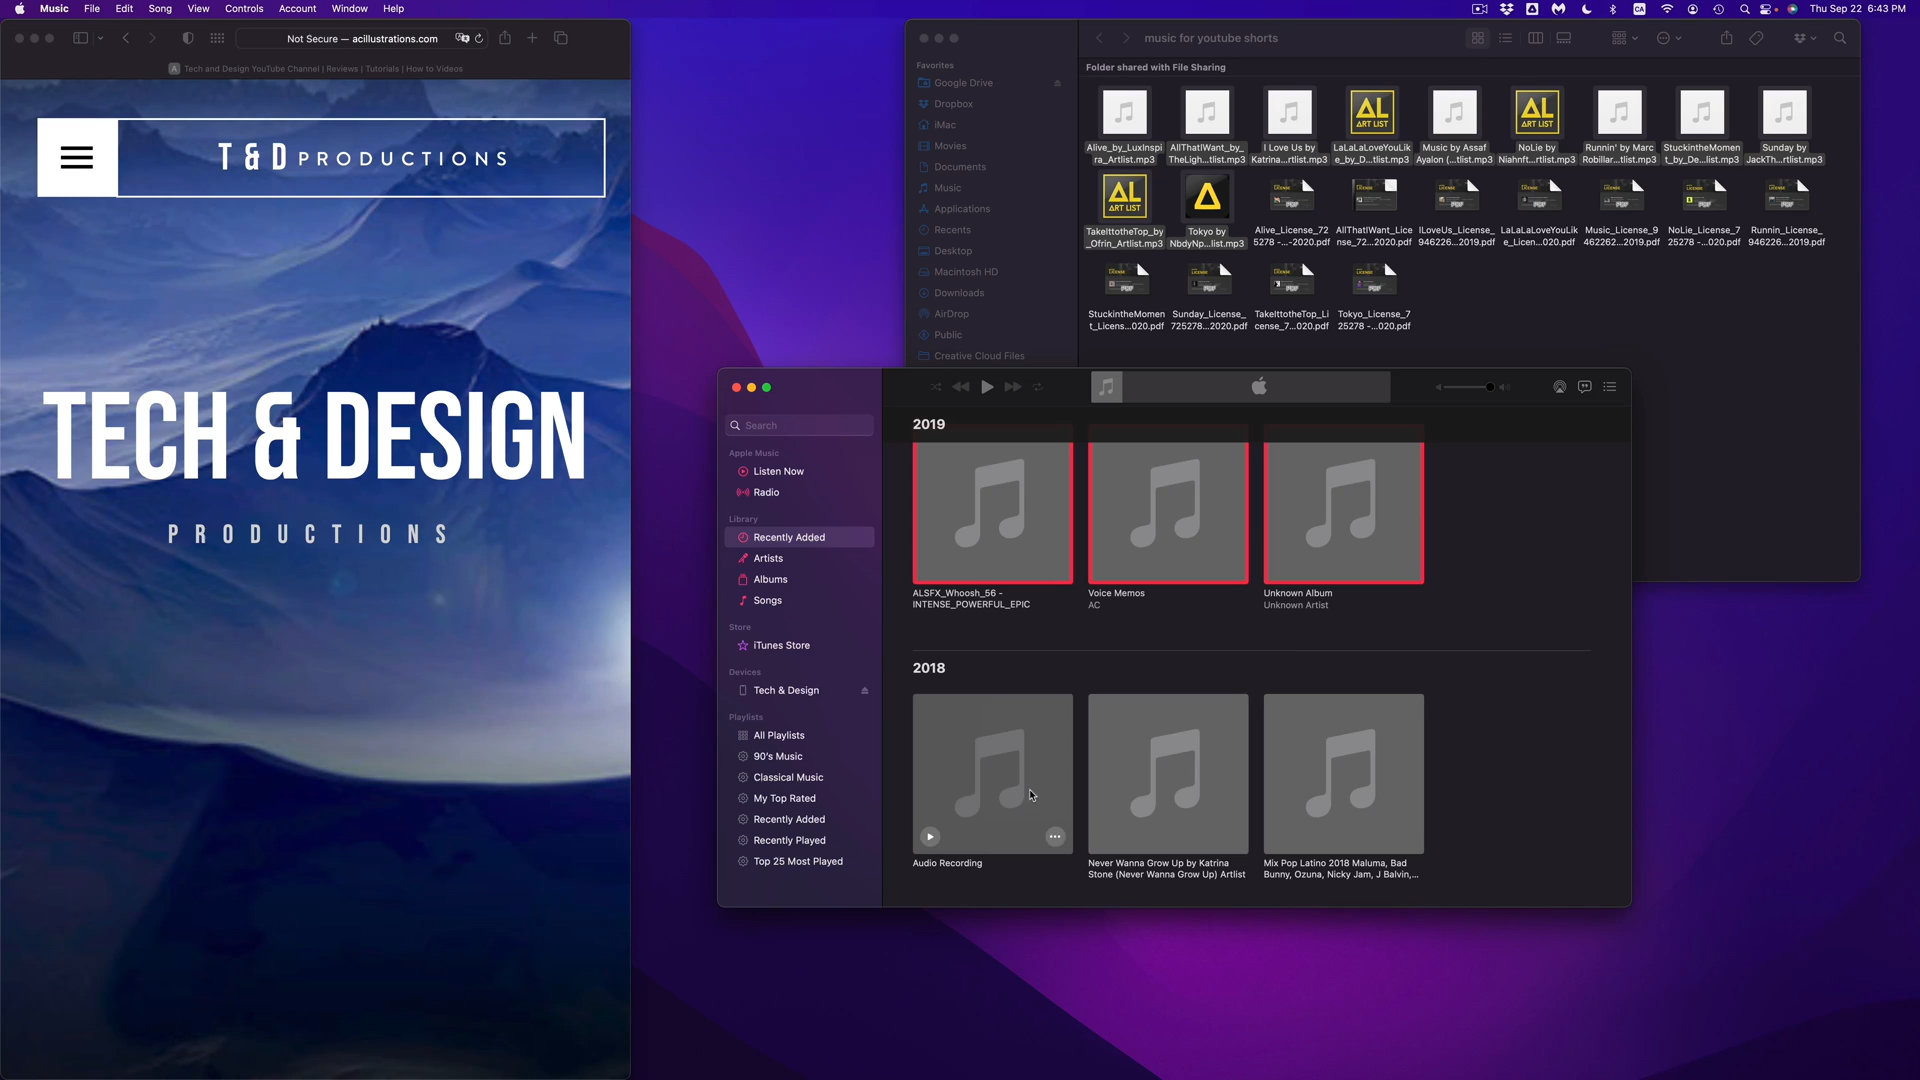 Music File Edit Song View Controls Account Window Help
Thu Sep 22 6:43 PM
Not Secure — acillustrations.com
Tech and Design YouTube Channel | Reviews | Tutorials | How to Videos
T & D PRODUCTIONS
TECH & DESIGN
PRODUCTIONS
music for youtube shorts
Folder shared with File Sharing
Favorites
Google Drive
Dropbox
iMac
Movies
Documents
Music
Applications
Recents
Desktop
Macintosh HD
Downloads
AirDrop
Public
Creative Cloud Files
AL
ART LIST
AL
ART LIST
Alive_by_LuxInspi
ra_Artlist.mp3
AllThatIWant_by_
TheLigh...tlist.mp3
I Love Us by
Katrina...rtlist.mp3
LaLaLaLoveYouLik
e_by_D...tlist.mp3
Music by Assaf
Ayalon (...tlist.mp3
NoLie by
Niahnft...rtlist.mp3
Runnin' by Marc
Robillar...tlist.mp3
StuckintheMomen
t_by_De...list.mp3
Sunday by
JackTh...rtlist.mp3
AL
ART LIST
TakeIttotheTop_by
_Ofrin_Artlist.mp3
Tokyo by
NbdyNp...list.mp3
Alive_License_72
5278 -...-2020.pdf
AllThatIWant_Lice
nse_72...2020.pdf
ILoveUs_License_
946226...2019.pdf
LaLaLaLoveYouLik
e_Licen...020.pdf
Music_License_9
462262...2019.pdf
NoLie_License_7
25278 -...020.pdf
Runnin_License_
946226...2019.pdf
StuckintheMomen
t_Licens...020.pdf
Sunday_License_
725278...2020.pdf
TakeIttotheTop_Li
cense_7...020.pdf
Tokyo_License_7
25278 -...020.pdf
Search
Apple Music
Listen Now
Radio
Library
Recently Added
Artists
Albums
Songs
Store
iTunes Store
Devices
Tech & Design
Playlists
All Playlists
90's Music
Classical Music
My Top Rated
Recently Added
Recently Played
Top 25 Most Played
2019
ALSFX_Whoosh_56 -
INTENSE_POWERFUL_EPIC
Voice Memos
AC
Unknown Album
Unknown Artist
2018
Audio Recording
Never Wanna Grow Up by Katrina
Stone (Never Wanna Grow Up) Artlist
Mix Pop Latino 2018 Maluma, Bad
Bunny, Ozuna, Nicky Jam, J Balvin,...